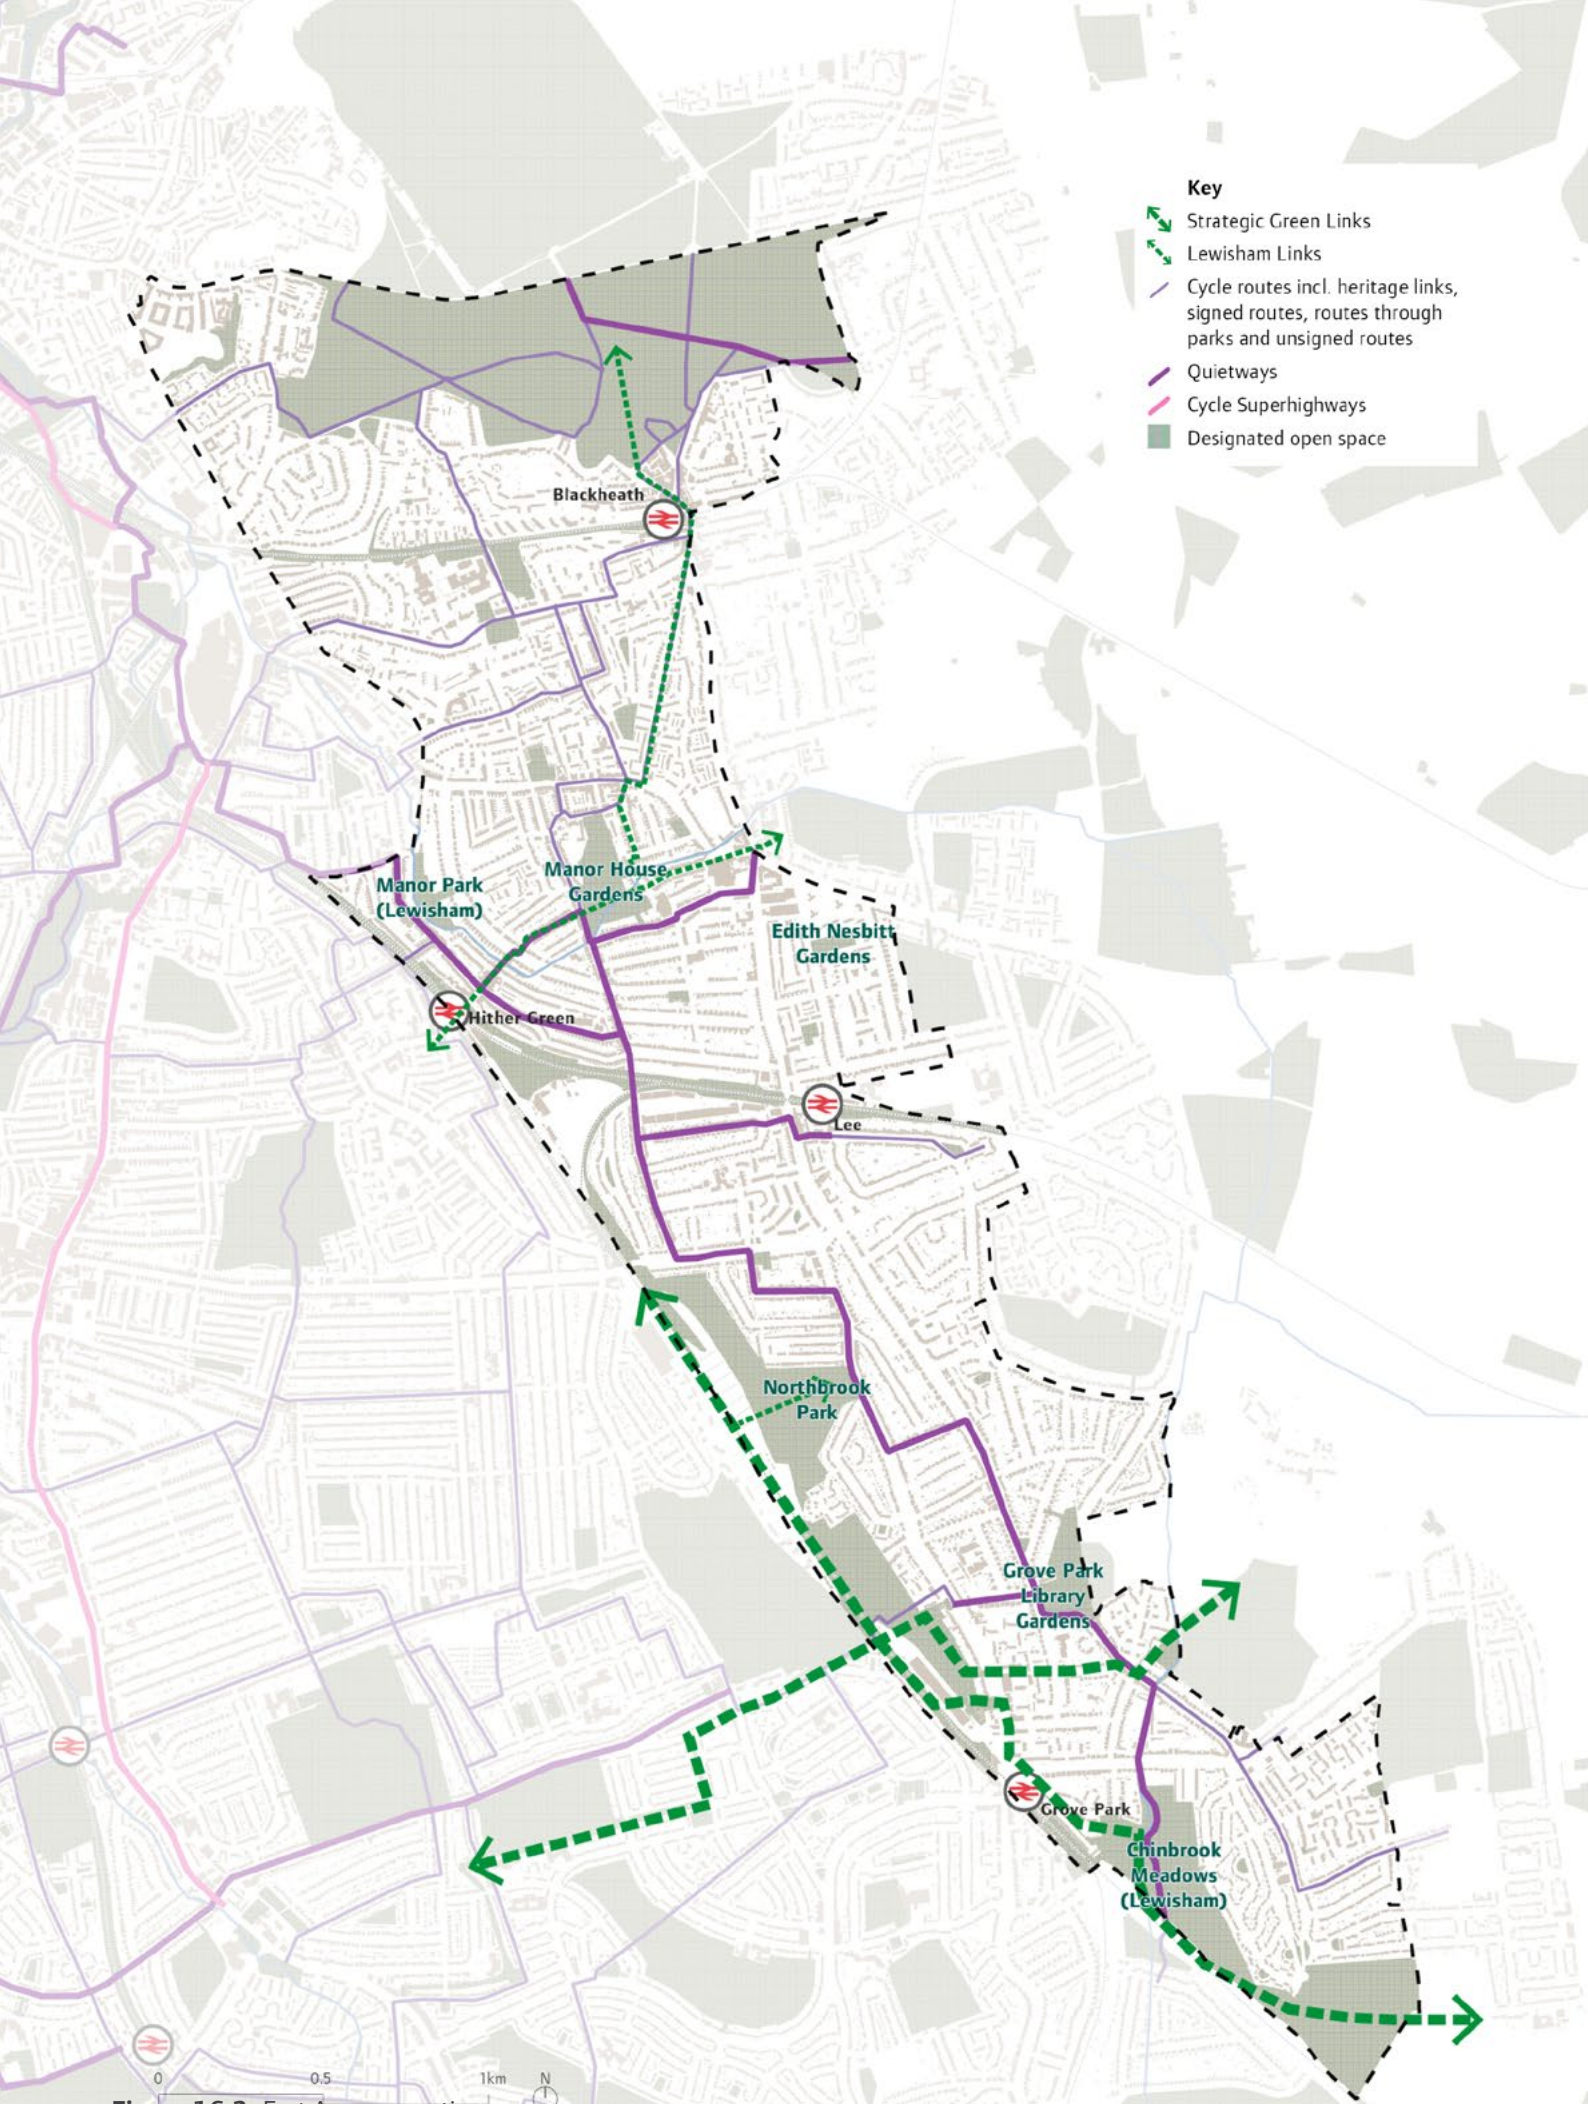 Key
Strategic Green Links
Lewisham Links
Cycle routes incl. heritage links,
signed routes, routes through
parks and unsigned routes
Quietways
Cycle Superhighways
Designated open space
Blackheath
Manor House
Gardens
Manor Park
(Lewisham)
Edith Nesbitt
Gardens
Hither Green
Lee
Northbrook
Park
Grove Park
Library
Gardens
Grove Park
Chinbrook
Meadows
(Lewisham)
0 0.5 1km N